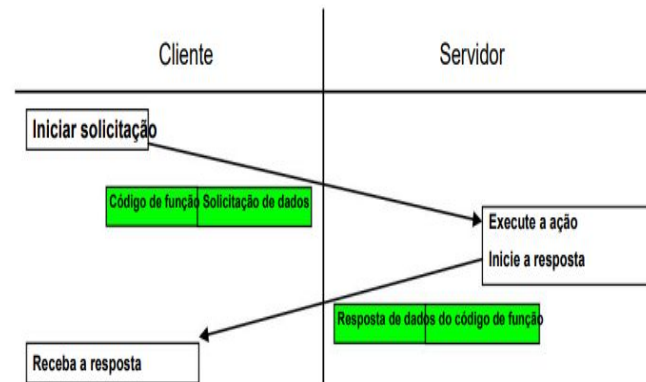 Cliente
Servidor
Iniciar solicitação
Código de função Solicitação de dados
Execute a ação
Inicie a resposta
Resposta de dados do código de função
Receba a resposta